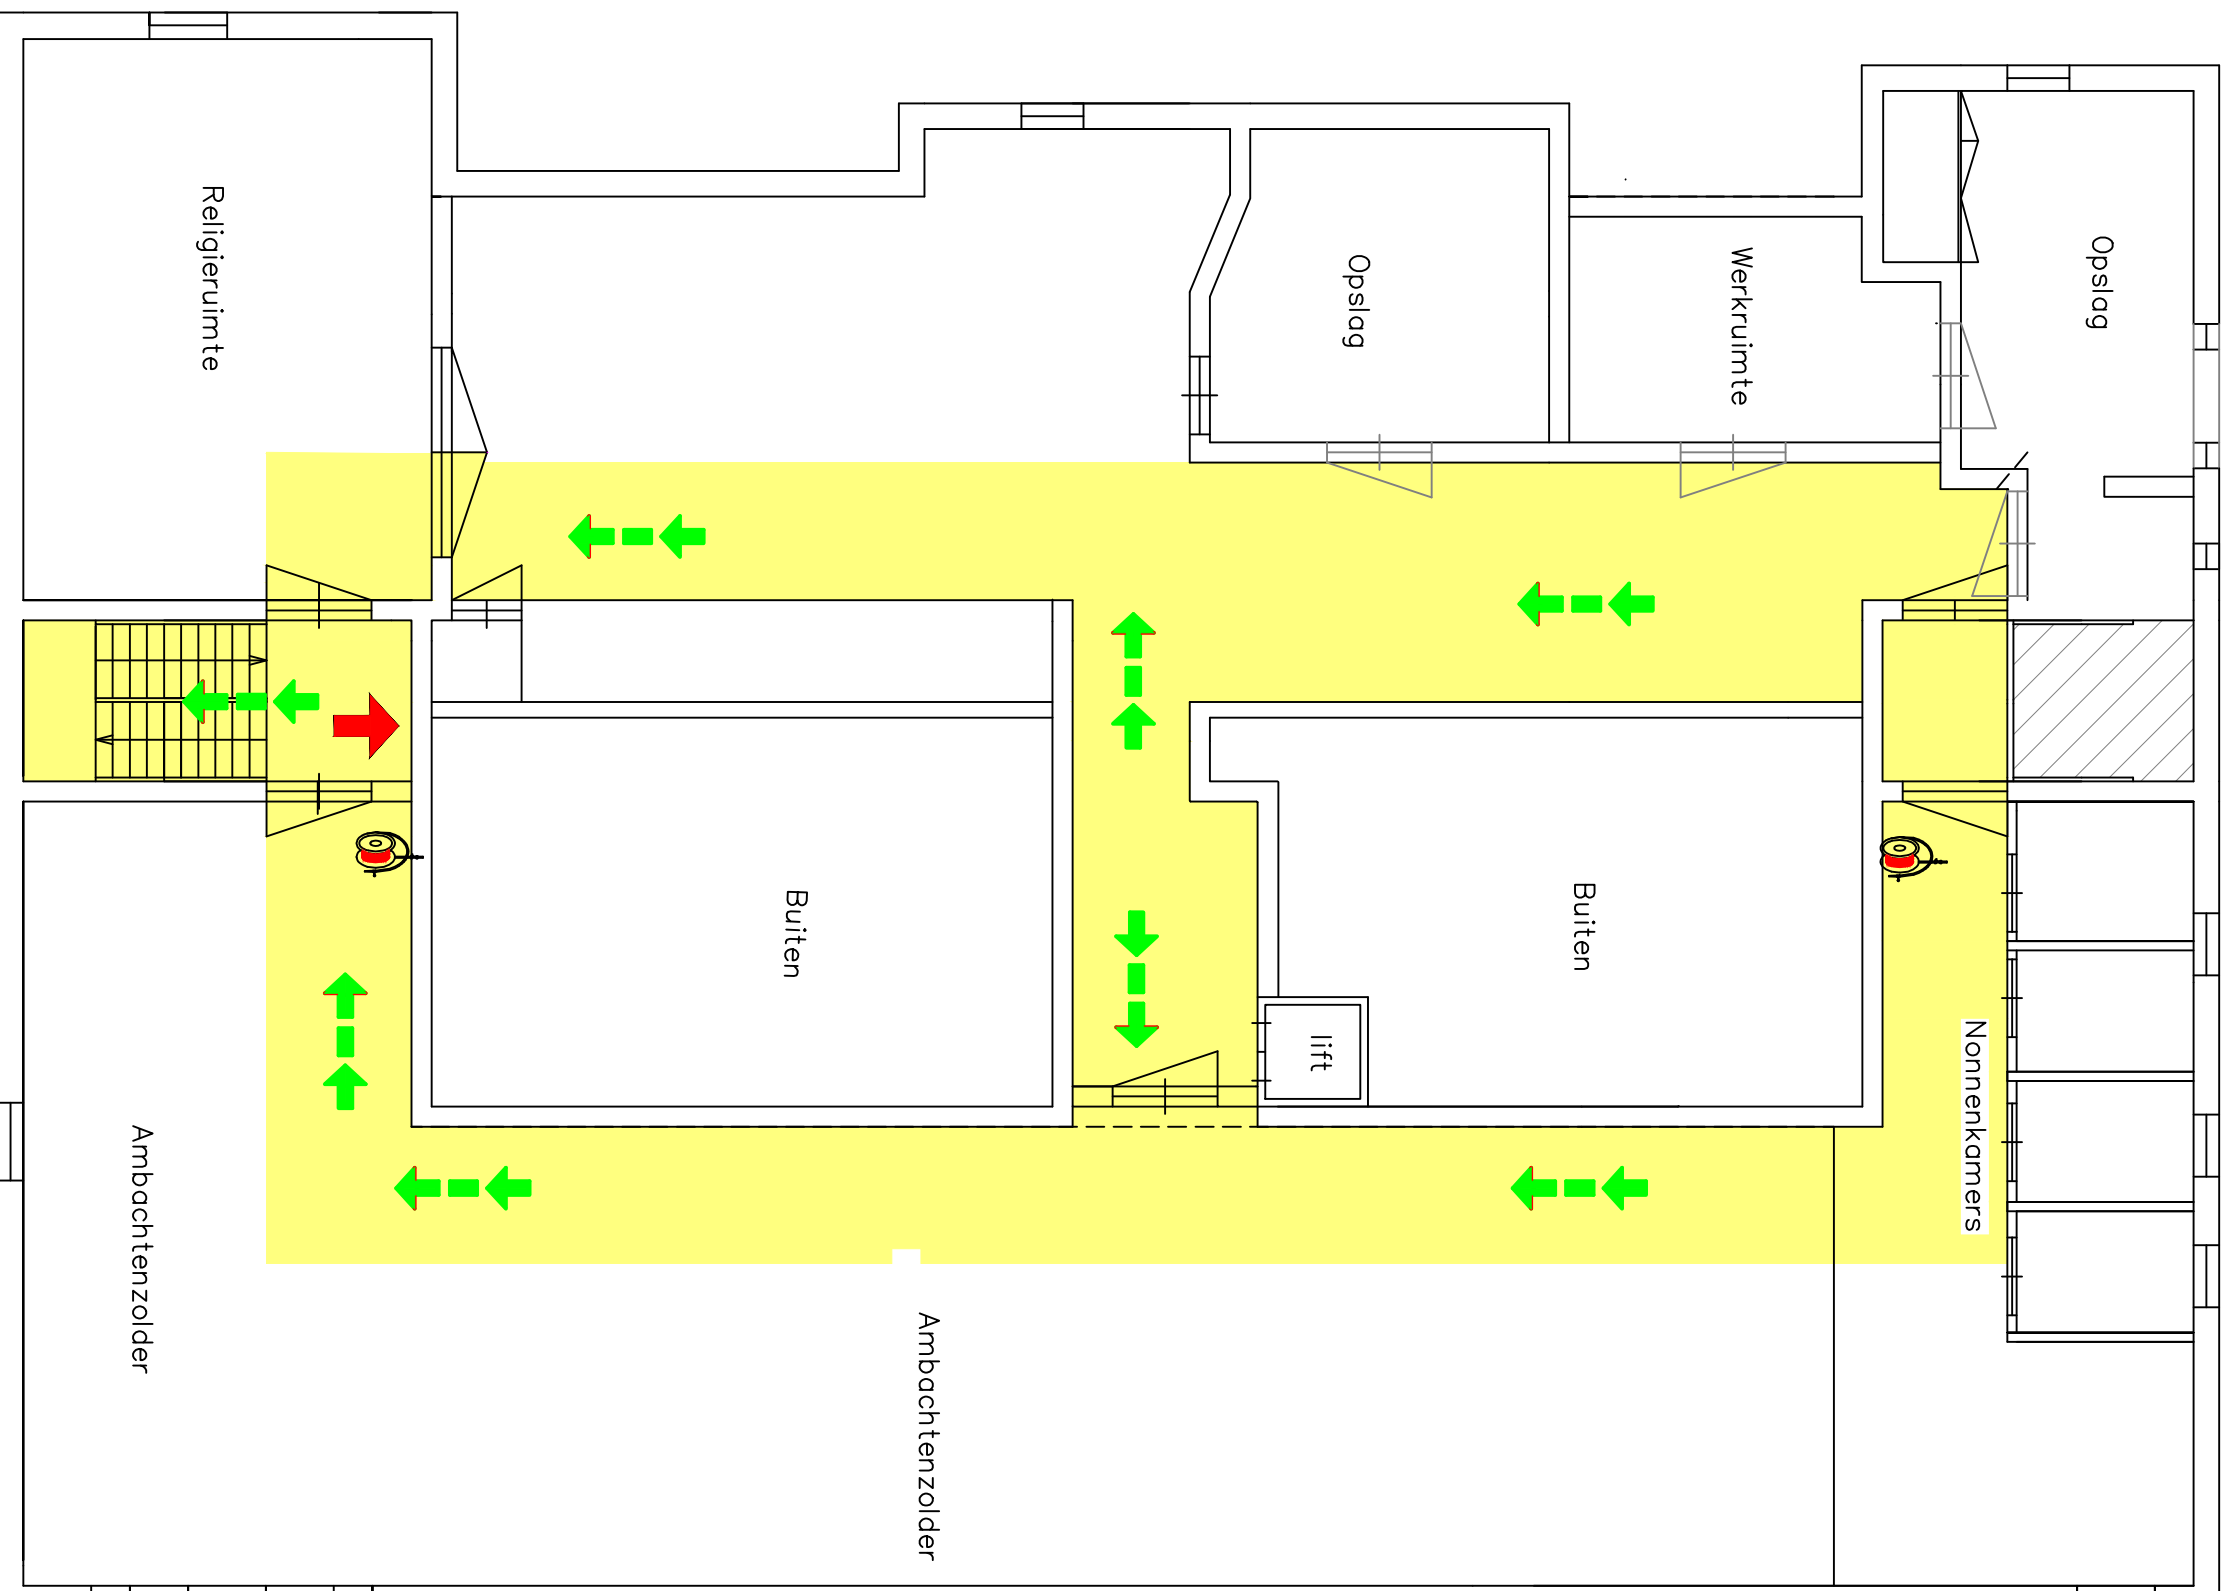 Religieruimte
Opslag
Werkruimte
Opslag
Buiten
Buiten
lift
Nonnenkamers
Ambachtenzolder
Ambachtenzolder